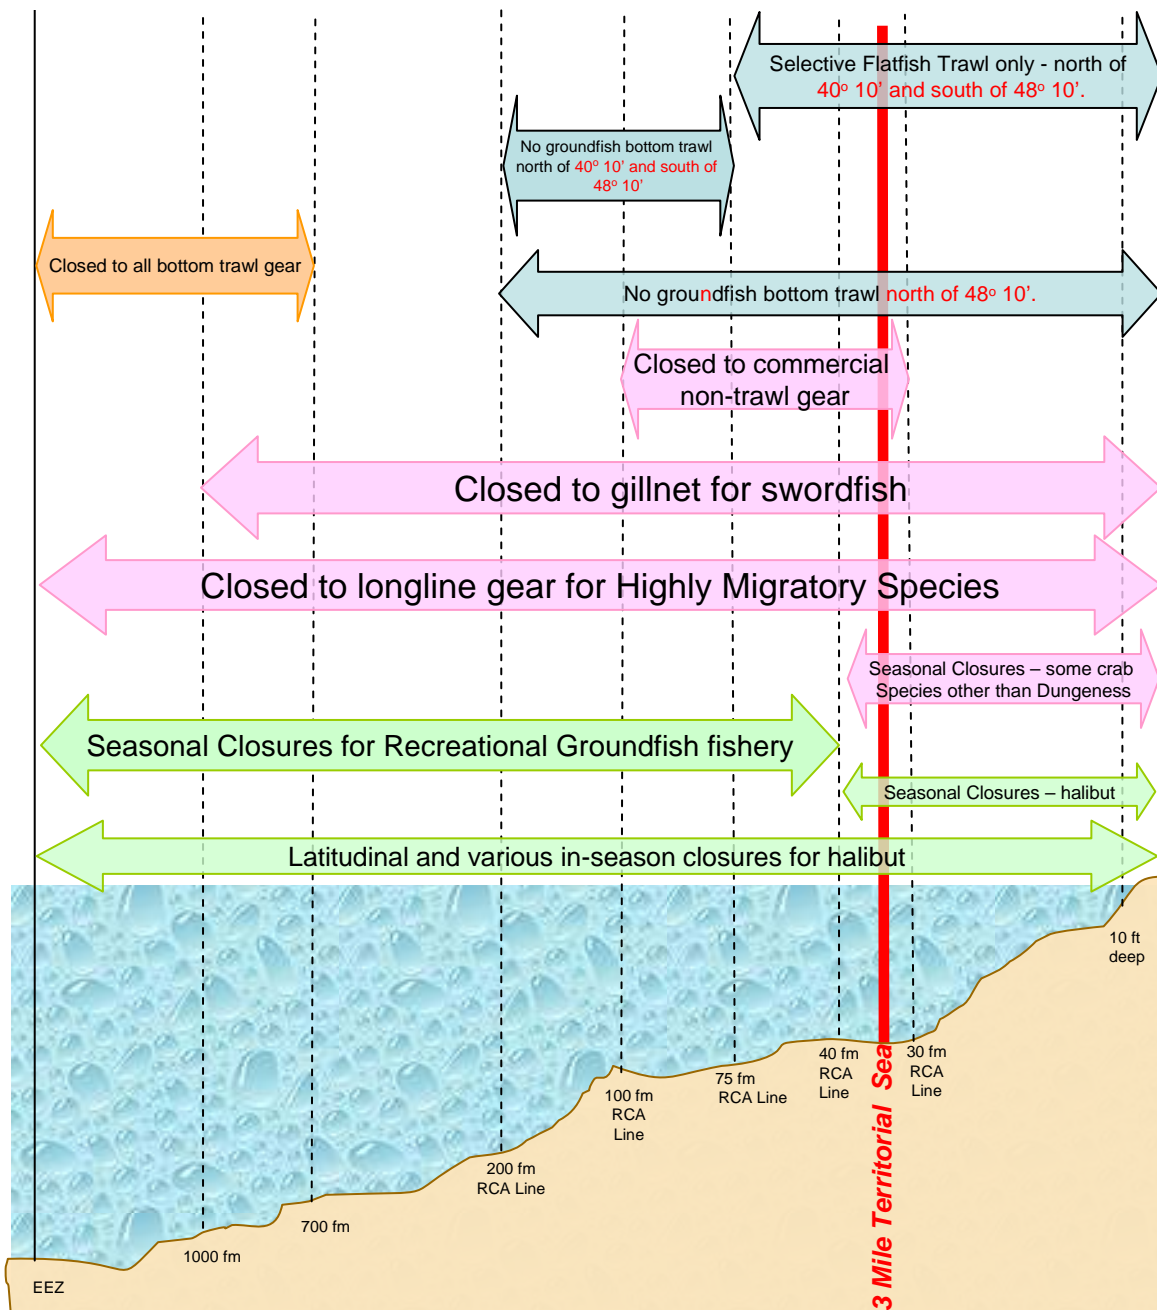 Selective Flatfish Trawl only - north of
40º 10’ and south of 48º 10’.
No groundfish bottom trawl
north of 40º 10’ and south of
48º 10’
Closed to all bottom trawl gear
No groundfish bottom trawl north of 48º 10’.
Closed to commercial
non-trawl gear
Closed to gillnet for swordfish
Closed to longline gear for Highly Migratory Species
Seasonal Closures – some crab
Species other than Dungeness
Seasonal Closures for Recreational Groundfish fishery
Seasonal Closures – halibut
Latitudinal and various in-season closures for halibut
10 ft
deep
30 fm
RCA
Line
40 fm
RCA
Line
75 fm
RCA Line
100 fm
RCA
Line
200 fm
RCA Line
700 fm
1000 fm
EEZ
3 Mile Territorial Sea